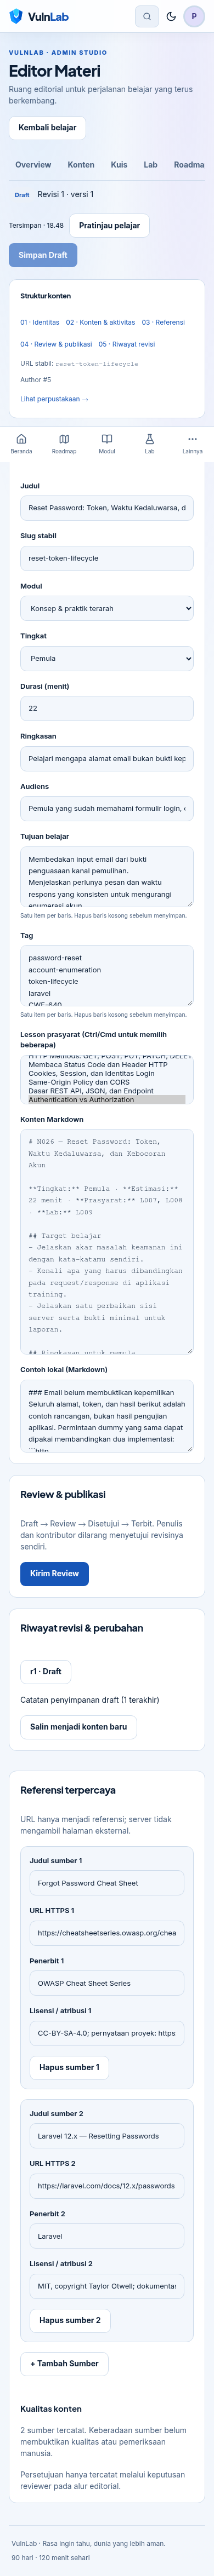 VulnLab
P
VULNLAB · ADMIN STUDIO
Editor Materi
Ruang editorial untuk perjalanan belajar yang terus
berkembang.
Kembali belajar
Overview Konten Kuis Lab Roadma
Draft Revisi 1 · versi 1
Tersimpan · 18.48 Pratinjau pelajar
Simpan Draft
Struktur konten
01 · Identitas 02 · Konten & aktivitas 03 · Referensi
04 · Review & publikasi 05 · Riwayat revisi
URL stabil: reset-token-lifecycle
Author #5
Lihat perpustakaan →
Beranda Roadmap Modul Lab Lainnya
Judul
Reset Password: Token, Waktu Kedaluwarsa, d
Slug stabil
reset-token-lifecycle
Modul
Konsep & praktik terarah
Tingkat
Pemula
Durasi (menit)
22
Ringkasan
Pelajari mengapa alamat email bukan bukti kep
Audiens
Pemula yang sudah memahami formulir login,
Tujuan belajar
Membedakan input email dari bukti
penguasaan kanal pemulihan.
Menjelaskan perlunya pesan dan waktu
respons yang konsisten untuk mengurangi
enumerasi akun
Satu item per baris. Hapus baris kosong sebelum menyimpan.
Tag
password-reset
account-enumeration
token-lifecycle
laravel
CWE-640
Satu item per baris. Hapus baris kosong sebelum menyimpan.
Lesson prasyarat (Ctrl/Cmd untuk memilih
beberapa)
HTTP Methods: GET, POST, PUT, PATCH, DELET
Membaca Status Code dan Header HTTP
Cookies, Session, dan Identitas Login
Same-Origin Policy dan CORS
Dasar REST API, JSON, dan Endpoint
Authentication vs Authorization
Konten Markdown
# N026 — Reset Password: Token,
Waktu Kedaluwarsa, dan Kebocoran
Akun
**Tingkat:** Pemula · **Estimasi:**
22 menit · **Prasyarat:** L007, L008
· **Lab:** L009
## Target belajar
- Jelaskan akar masalah keamanan ini
dengan kata-katamu sendiri.
- Kenali apa yang harus dibandingkan
pada request/response di aplikasi
training.
- Jelaskan satu perbaikan sisi
server serta bukti minimal untuk
laporan.
## Ringkasan untuk pemula
Contoh lokal (Markdown)
### Email belum membuktikan kepemilikan
Seluruh alamat, token, dan hasil berikut adalah
contoh rancangan, bukan hasil pengujian
aplikasi. Permintaan dummy yang sama dapat
dipakai membandingkan dua implementasi:
```http
Review & publikasi
Draft → Review → Disetujui → Terbit. Penulis
dan kontributor dilarang menyetujui revisinya
sendiri.
Kirim Review
Riwayat revisi & perubahan
r1 · Draft
Catatan penyimpanan draft (1 terakhir)
Salin menjadi konten baru
Referensi terpercaya
URL hanya menjadi referensi; server tidak
mengambil halaman eksternal.
Judul sumber 1
Forgot Password Cheat Sheet
URL HTTPS 1
https://cheatsheetseries.owasp.org/chea
Penerbit 1
OWASP Cheat Sheet Series
Lisensi / atribusi 1
CC-BY-SA-4.0; pernyataan proyek: https
Hapus sumber 1
Judul sumber 2
Laravel 12.x — Resetting Passwords
URL HTTPS 2
https://laravel.com/docs/12.x/passwords
Penerbit 2
Laravel
Lisensi / atribusi 2
MIT, copyright Taylor Otwell; dokumentas
Hapus sumber 2
+ Tambah Sumber
Kualitas konten
2 sumber tercatat. Keberadaan sumber belum
membuktikan kualitas atau pemeriksaan
manusia.
Persetujuan hanya tercatat melalui keputusan
reviewer pada alur editorial.
VulnLab · Rasa ingin tahu, dunia yang lebih aman.
90 hari · 120 menit sehari